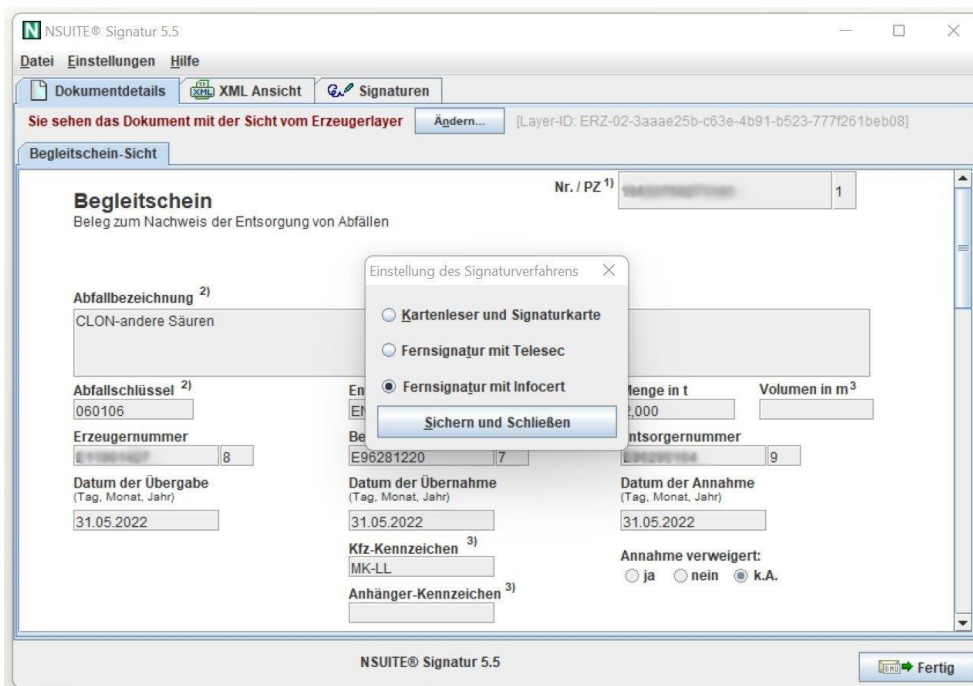 NSUITE® Signatur 5.5
Datei Einstellungen Hilfe
Dokumentdetails XML Ansicht Signaturen
Sie sehen das Dokument mit der Sicht vom Erzeugerlayer Ändern... [Layer-ID: ERZ-02-3aaae25b-c63e-4b91-b523-777f261beb08]
Begleitschein-Sicht
Nr. / PZ 1) 1
Begleitschein
Beleg zum Nachweis der Entsorgung von Abfällen
Einstellung des Signaturverfahrens
Kartenleser und Signaturkarte
Fernsignatur mit Telesec
Fernsignatur mit Infocert
Sichern und Schließen
Abfallbezeichnung 2)
CLON-andere Säuren
Abfallschlüssel 2) Menge in t Volumen in m³
060106 2,000
Erzeugernummer Entsorgernummer
8 E96281220 7 9
Datum der Übergabe Datum der Übernahme Datum der Annahme
(Tag, Monat, Jahr) (Tag, Monat, Jahr) (Tag, Monat, Jahr)
31.05.2022 31.05.2022 31.05.2022
Kfz-Kennzeichen 3) Annahme verweigert:
MK-LL ja nein k.A.
Anhänger-Kennzeichen 3)
NSUITE® Signatur 5.5
Fertig